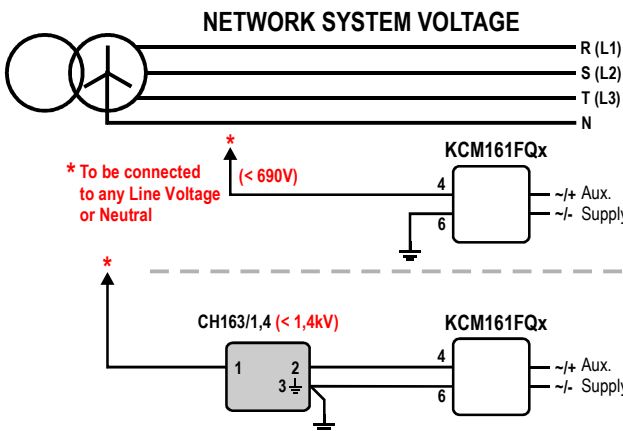 NETWORK SYSTEM VOLTAGE
R (L1)
S (L2)
T (L3)
N
* To be connected
to any Line Voltage
or Neutral
*
(< 690V)
KCM161FQx
4
6
~/+ Aux.
~/- Supply
*
CH163/1,4 (< 1,4kV)
1
2
3
KCM161FQx
4
6
~/+ Aux.
~/- Supply